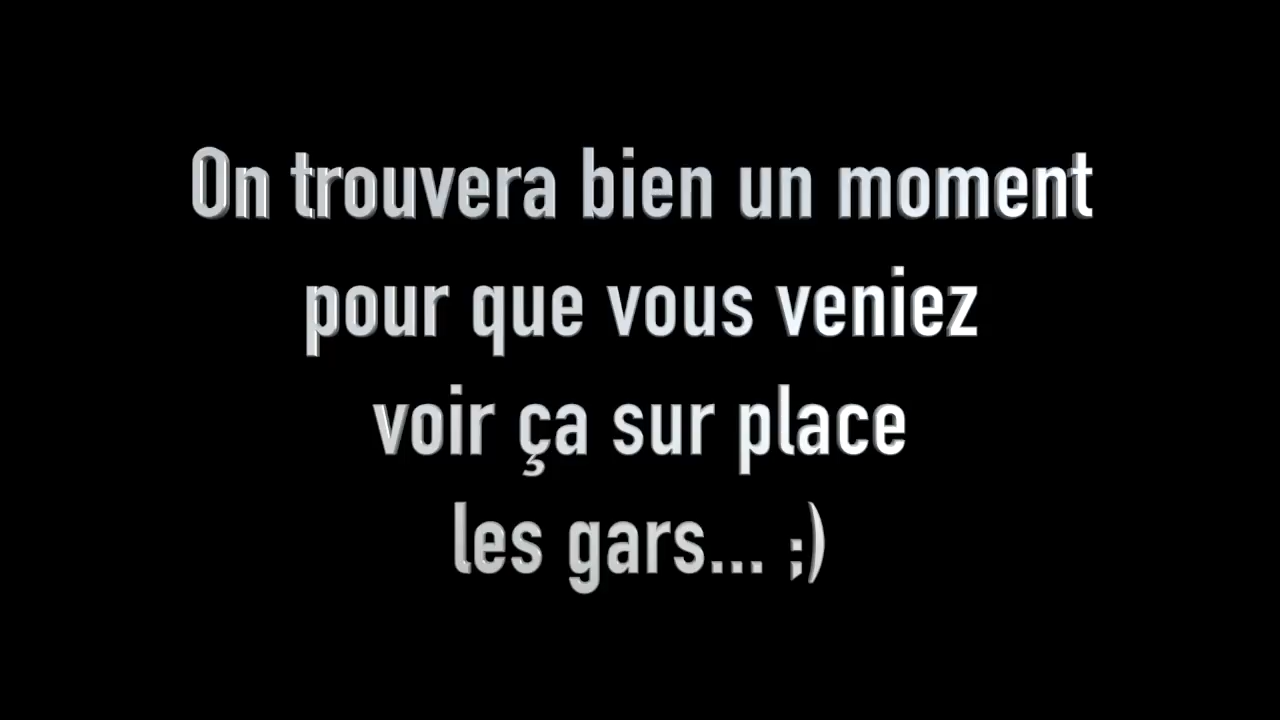 On trouvera bien un moment
pour que vous veniez
voir ça sur place
les gars... ;)